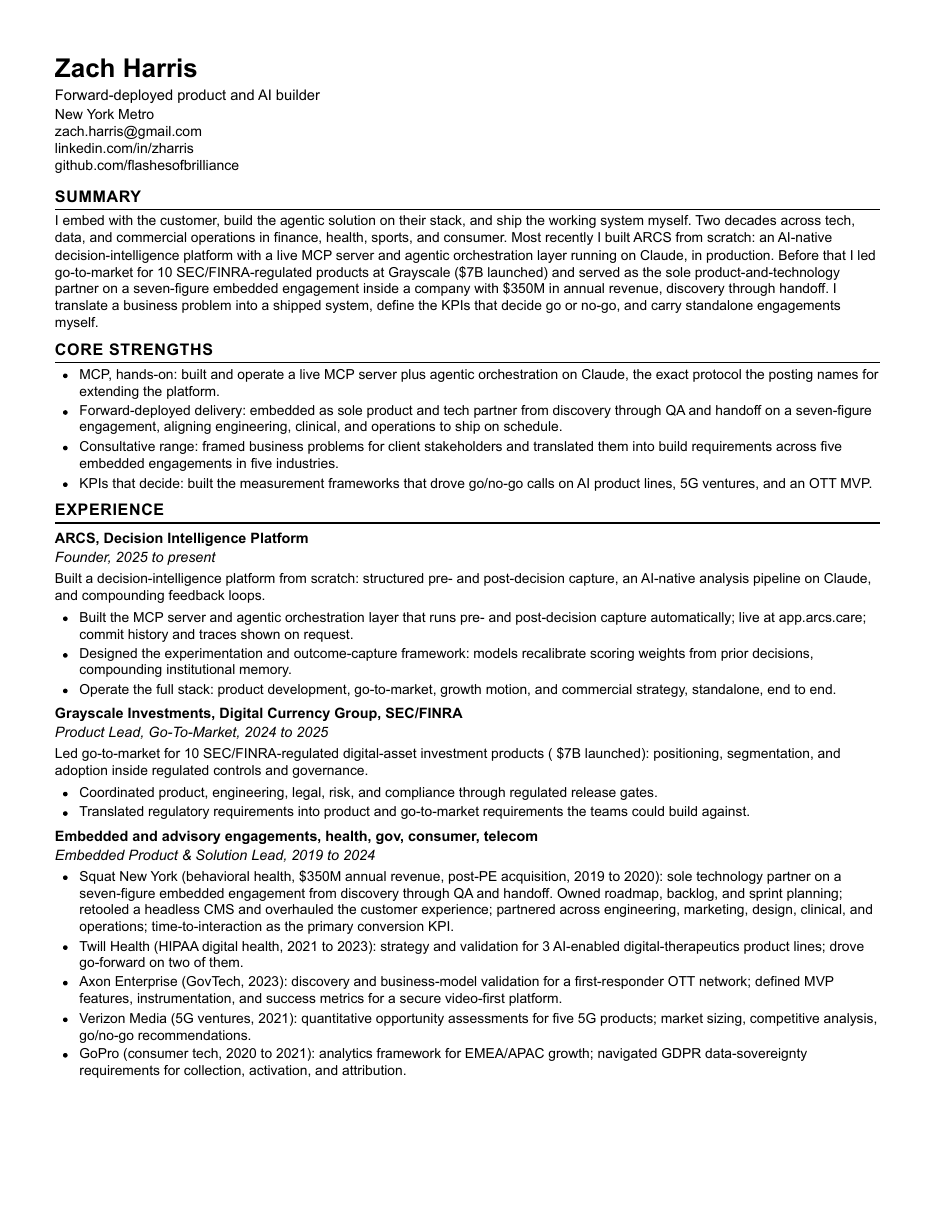 Zach Harris
Forward-deployed product and AI builder
New York Metro
zach.harris@gmail.com
linkedin.com/in/zharris
github.com/flashesofbrilliance
SUMMARY
I embed with the customer, build the agentic solution on their stack, and ship the working system myself. Two decades across tech,
data, and commercial operations in finance, health, sports, and consumer. Most recently I built ARCS from scratch: an AI-native
decision-intelligence platform with a live MCP server and agentic orchestration layer running on Claude, in production. Before that I led
go-to-market for 10 SEC/FINRA-regulated products at Grayscale ($7B launched) and served as the sole product-and-technology
partner on a seven-figure embedded engagement inside a company with $350M in annual revenue, discovery through handoff. I
translate a business problem into a shipped system, define the KPIs that decide go or no-go, and carry standalone engagements
myself.
CORE STRENGTHS
• MCP, hands-on: built and operate a live MCP server plus agentic orchestration on Claude, the exact protocol the posting names for
extending the platform.
• Forward-deployed delivery: embedded as sole product and tech partner from discovery through QA and handoff on a seven-figure
engagement, aligning engineering, clinical, and operations to ship on schedule.
• Consultative range: framed business problems for client stakeholders and translated them into build requirements across five
embedded engagements in five industries.
• KPIs that decide: built the measurement frameworks that drove go/no-go calls on AI product lines, 5G ventures, and an OTT MVP.
EXPERIENCE
ARCS, Decision Intelligence Platform
Founder, 2025 to present
Built a decision-intelligence platform from scratch: structured pre- and post-decision capture, an AI-native analysis pipeline on Claude,
and compounding feedback loops.
• Built the MCP server and agentic orchestration layer that runs pre- and post-decision capture automatically; live at app.arcs.care;
commit history and traces shown on request.
• Designed the experimentation and outcome-capture framework: models recalibrate scoring weights from prior decisions,
compounding institutional memory.
• Operate the full stack: product development, go-to-market, growth motion, and commercial strategy, standalone, end to end.
Grayscale Investments, Digital Currency Group, SEC/FINRA
Product Lead, Go-To-Market, 2024 to 2025
Led go-to-market for 10 SEC/FINRA-regulated digital-asset investment products ( $7B launched): positioning, segmentation, and
adoption inside regulated controls and governance.
• Coordinated product, engineering, legal, risk, and compliance through regulated release gates.
• Translated regulatory requirements into product and go-to-market requirements the teams could build against.
Embedded and advisory engagements, health, gov, consumer, telecom
Embedded Product & Solution Lead, 2019 to 2024
• Squat New York (behavioral health, $350M annual revenue, post-PE acquisition, 2019 to 2020): sole technology partner on a
seven-figure embedded engagement from discovery through QA and handoff. Owned roadmap, backlog, and sprint planning;
retooled a headless CMS and overhauled the customer experience; partnered across engineering, marketing, design, clinical, and
operations; time-to-interaction as the primary conversion KPI.
• Twill Health (HIPAA digital health, 2021 to 2023): strategy and validation for 3 AI-enabled digital-therapeutics product lines; drove
go-forward on two of them.
• Axon Enterprise (GovTech, 2023): discovery and business-model validation for a first-responder OTT network; defined MVP
features, instrumentation, and success metrics for a secure video-first platform.
• Verizon Media (5G ventures, 2021): quantitative opportunity assessments for five 5G products; market sizing, competitive analysis,
go/no-go recommendations.
• GoPro (consumer tech, 2020 to 2021): analytics framework for EMEA/APAC growth; navigated GDPR data-sovereignty
requirements for collection, activation, and attribution.